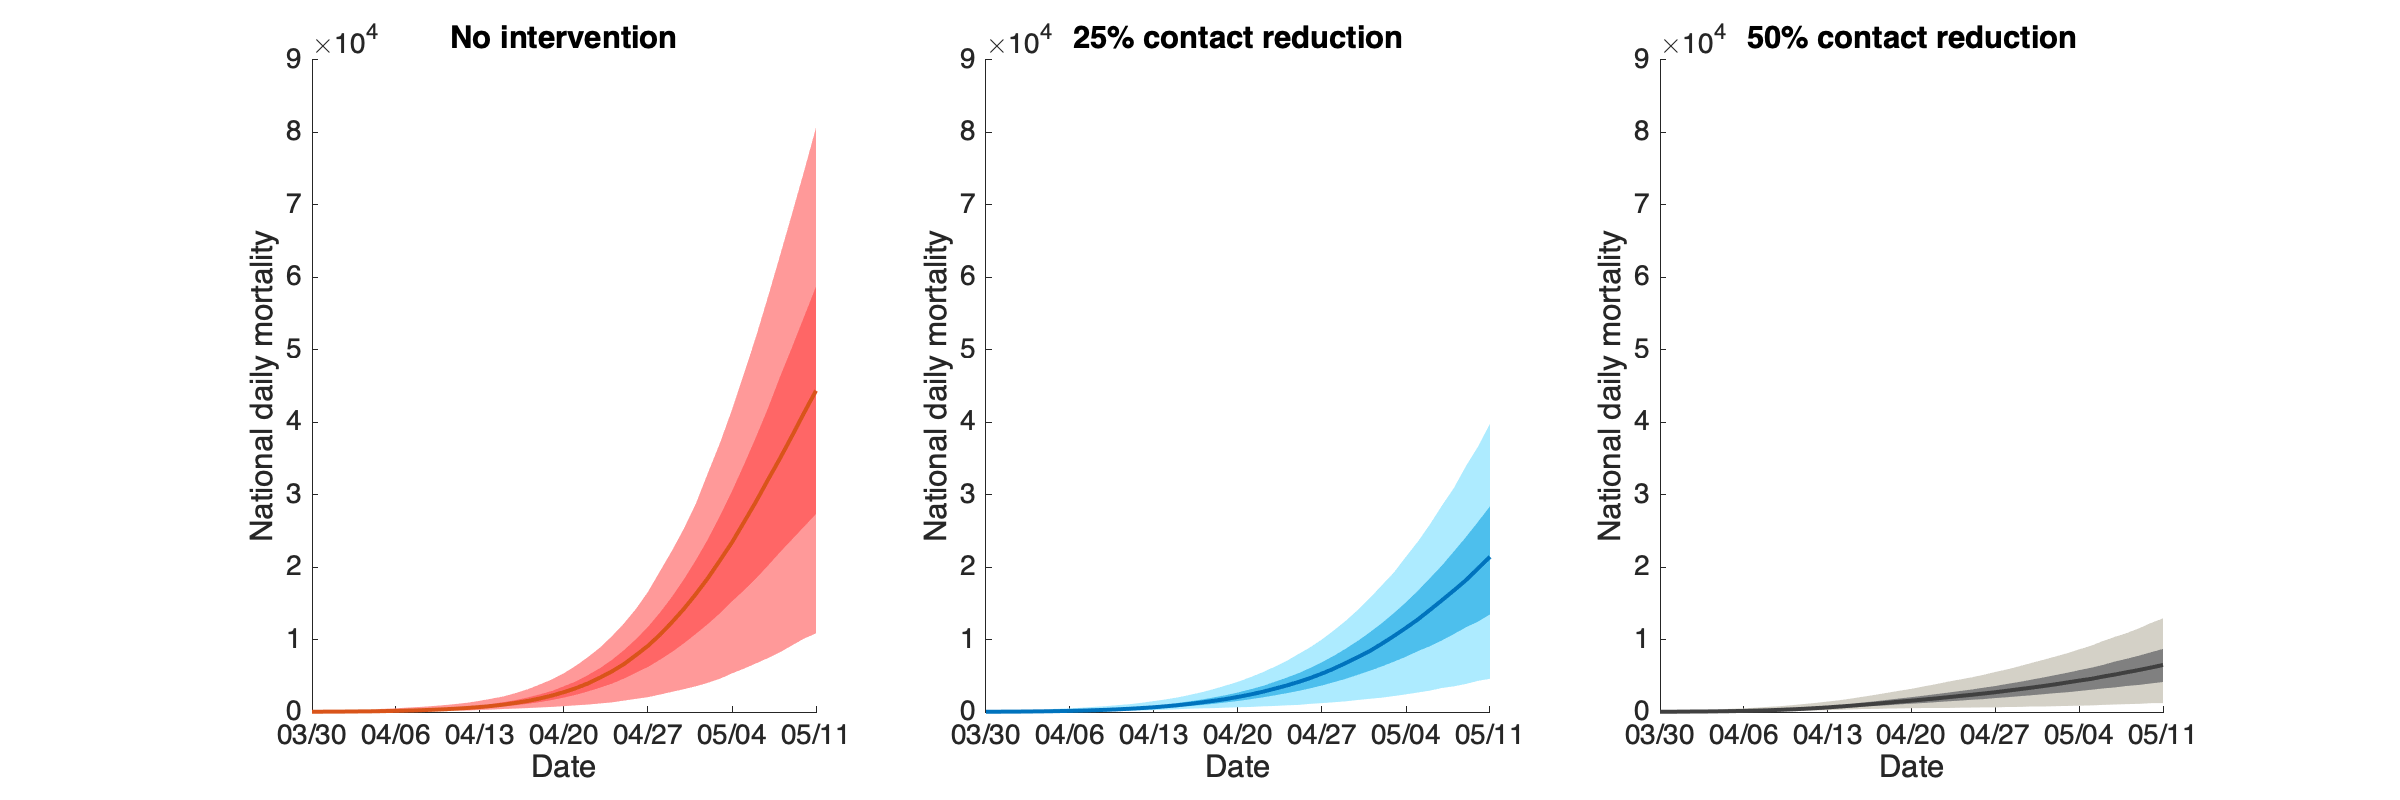 No intervention
×10^4
9
8
7
6
5
4
3
2
1
0
National daily mortality
03/30 04/06 04/13 04/20 04/27 05/04 05/11
Date
25% contact reduction
×10^4
9
8
7
6
5
4
3
2
1
0
National daily mortality
03/30 04/06 04/13 04/20 04/27 05/04 05/11
Date
50% contact reduction
×10^4
9
8
7
6
5
4
3
2
1
0
National daily mortality
03/30 04/06 04/13 04/20 04/27 05/04 05/11
Date